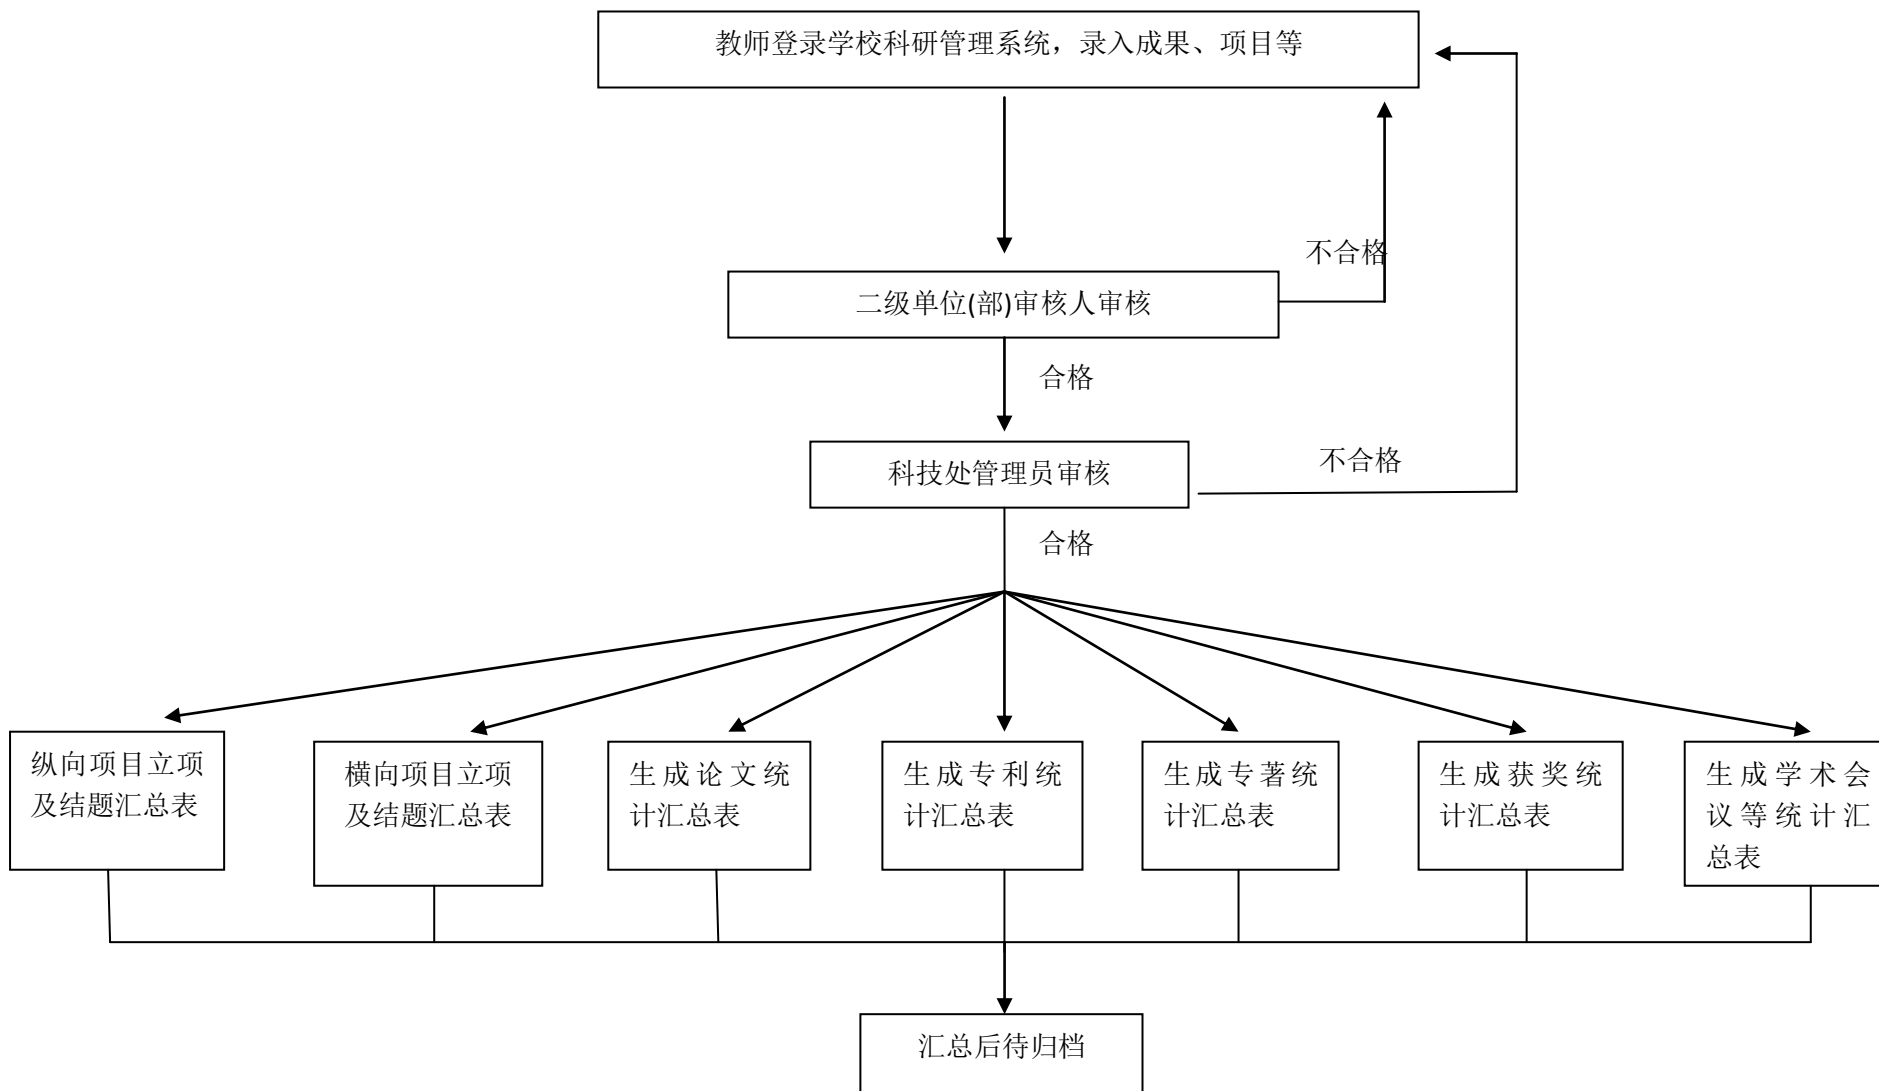 教师登录学校科研管理系统，录入成果、项目等
不合格
二级单位(部)审核人审核
合格
不合格
科技处管理员审核
合格
纵向项目立项
及结题汇总表
横向项目立项
及结题汇总表
生成论文统
计汇总表
生成专利统
计汇总表
生成专著统
计汇总表
生成获奖统
计汇总表
生成学术会
议等统计汇
总表
汇总后待归档